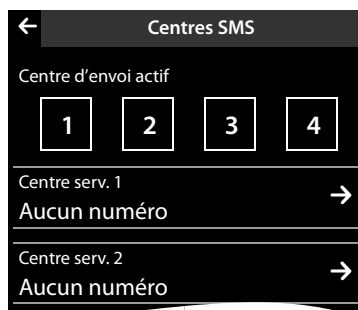 Centres SMS
Centre d'envoi actif
1 2 3 4
Centre serv. 1
Aucun numéro
Centre serv. 2
Aucun numéro